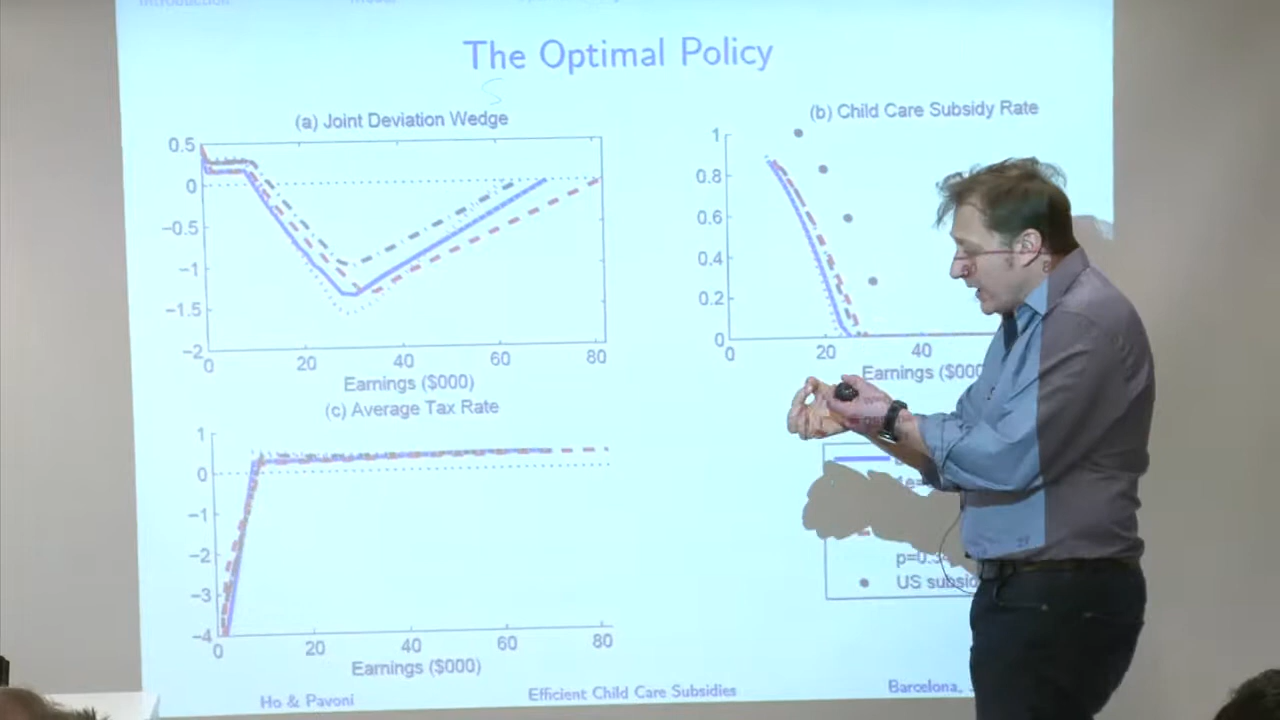 The Optimal Policy
(a) Joint Deviation Wedge
0.5
0
−0.5
−1
−1.5
−2
0 20 40 60 80
Earnings ($000)
(b) Child Care Subsidy Rate
1
0.8
0.6
0.4
0.2
0
0 20 40
Earnings ($000
(c) Average Tax Rate
1
0
−1
−2
−3
−4
0 20 40 60 80
Earnings ($000)
US subsid
Ho & Pavoni Efficient Child Care Subsidies Barcelona,